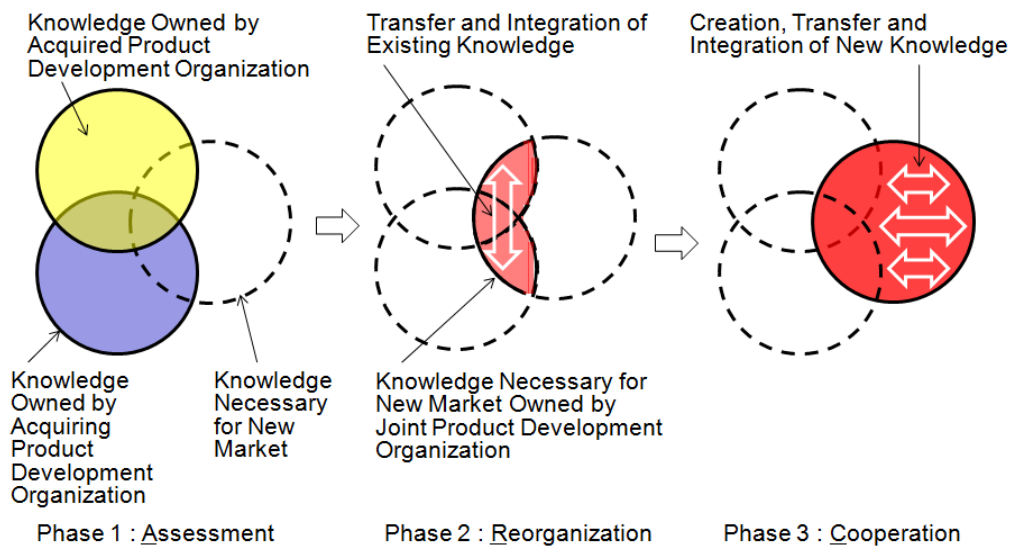 Knowledge Owned by
Acquired Product
Development Organization
Transfer and Integration of
Existing Knowledge
Creation, Transfer and
Integration of New Knowledge
Knowledge
Owned by
Acquiring
Product
Development
Organization
Knowledge
Necessary
for New
Market
Knowledge Necessary for
New Market Owned by
Joint Product Development
Organization
Phase 1 : Assessment
Phase 2 : Reorganization
Phase 3 : Cooperation